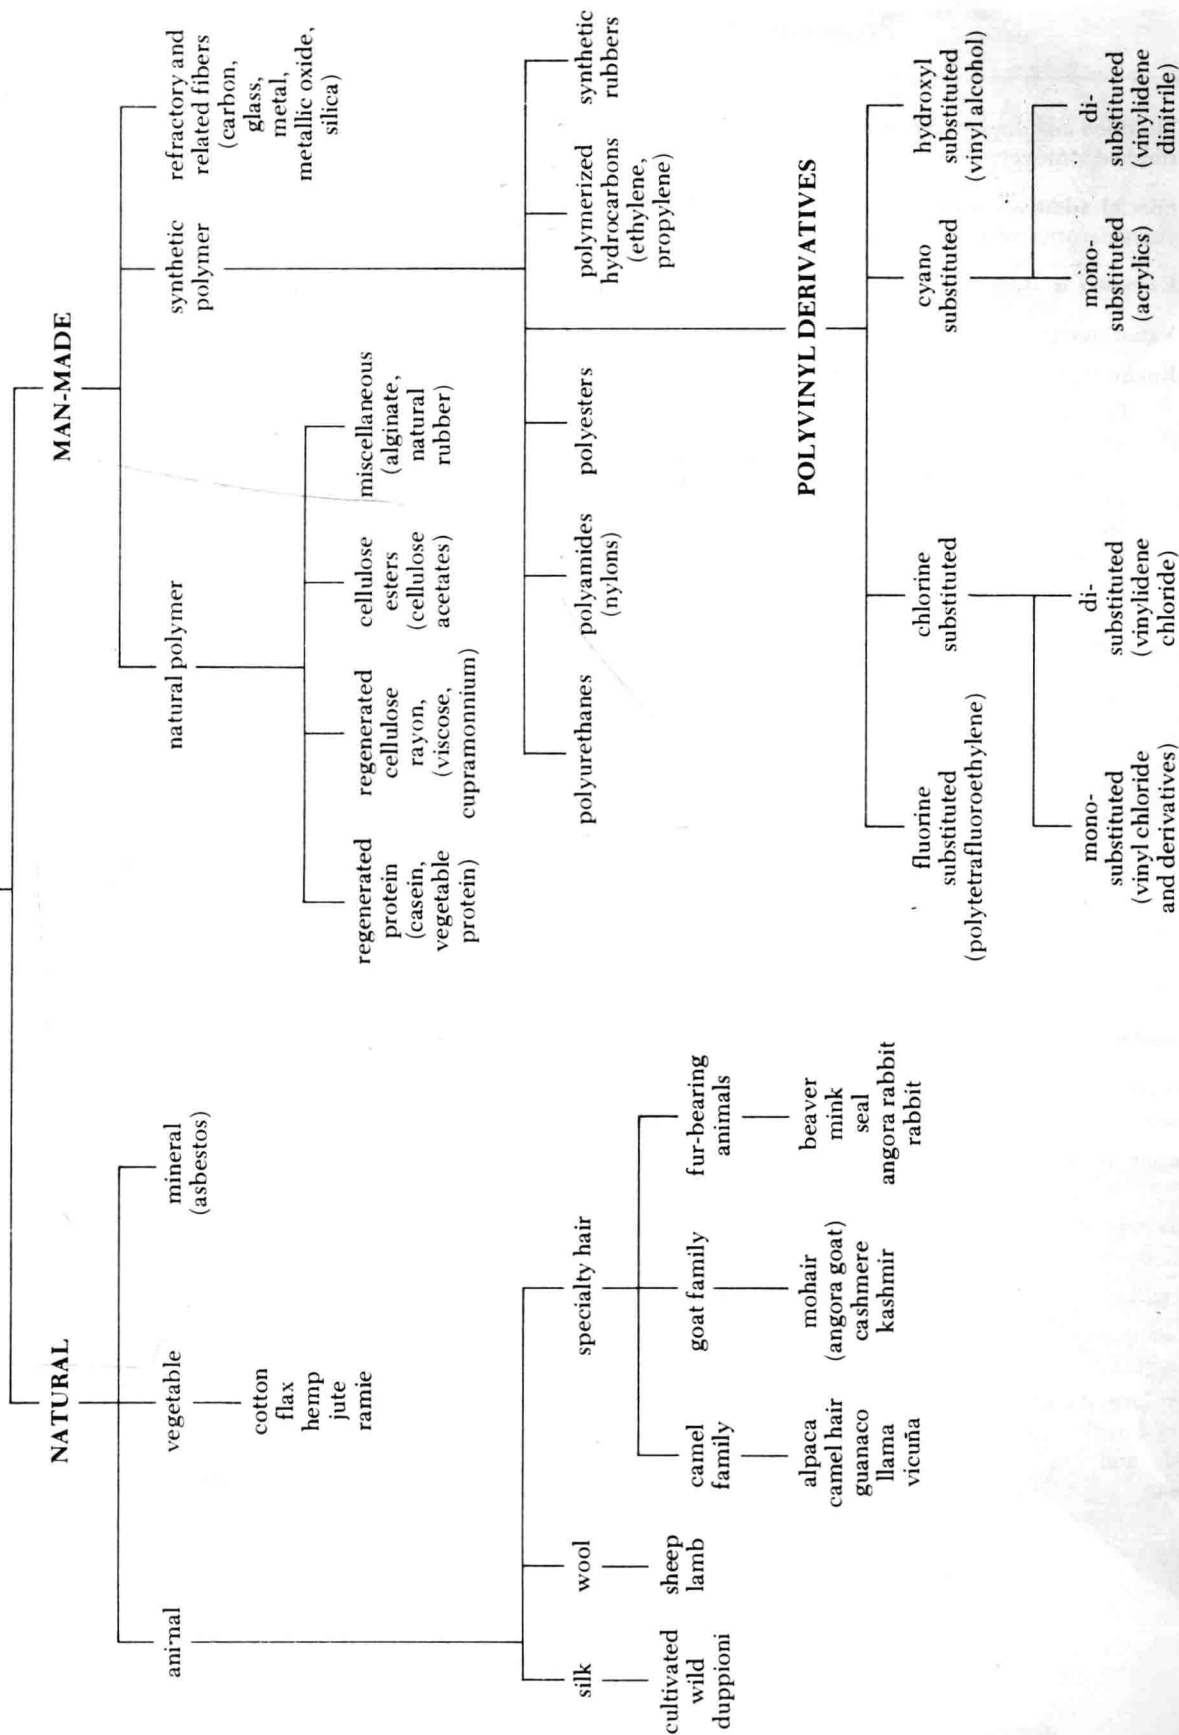 NATURAL
MAN-MADE
animal
vegetable
mineral
(asbestos)
natural polymer
synthetic
polymer
refractory and
related fibers
(carbon,
glass,
metal,
metallic oxide,
silica)
cotton
flax
hemp
jute
ramie
regenerated
protein
(casein,
vegetable
protein)
regenerated
cellulose
rayon,
(viscose,
cupramonnium)
cellulose
esters
(cellulose
acetates)
miscellaneous
(alginate,
natural
rubber)
silk
wool
specialty hair
polyurethanes
polyamides
(nylons)
polyesters
polymerized
hydrocarbons
(ethylene,
propylene)
synthetic
rubbers
cultivated
wild
duppioni
sheep
lamb
camel
family
goat family
fur-bearing
animals
alpaca
camel hair
guanaco
llama
vicuña
mohair
(angora goat)
cashmere
kashmir
beaver
mink
seal
angora rabbit
rabbit
POLYVINYL DERIVATIVES
fluorine
substituted
(polytetrafluoroethylene)
chlorine
substituted
cyano
substituted
hydroxyl
substituted
(vinyl alcohol)
mono-
substituted
(vinyl chloride
and derivatives)
di-
substituted
(vinylidene
chloride)
mono-
substituted
(acrylics)
di-
substituted
(vinylidene
dinitrile)